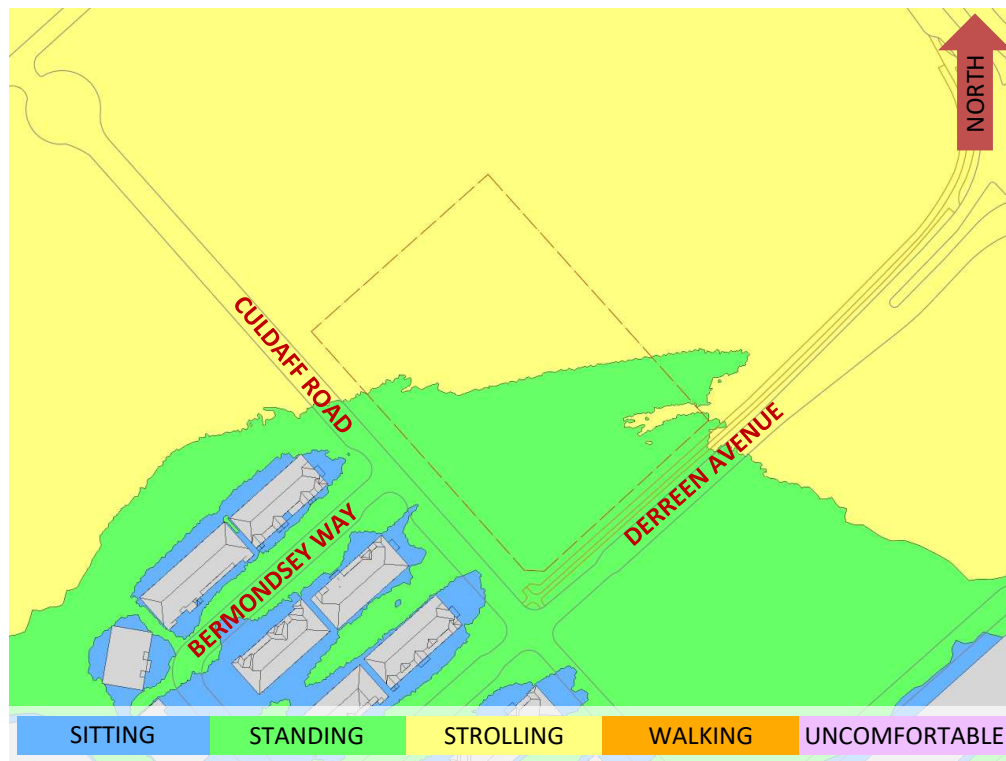 NORTH
CULDAFF ROAD
DERREEN AVENUE
BERMONDSEY WAY
SITTING
STANDING
STROLLING
WALKING
UNCOMFORTABLE